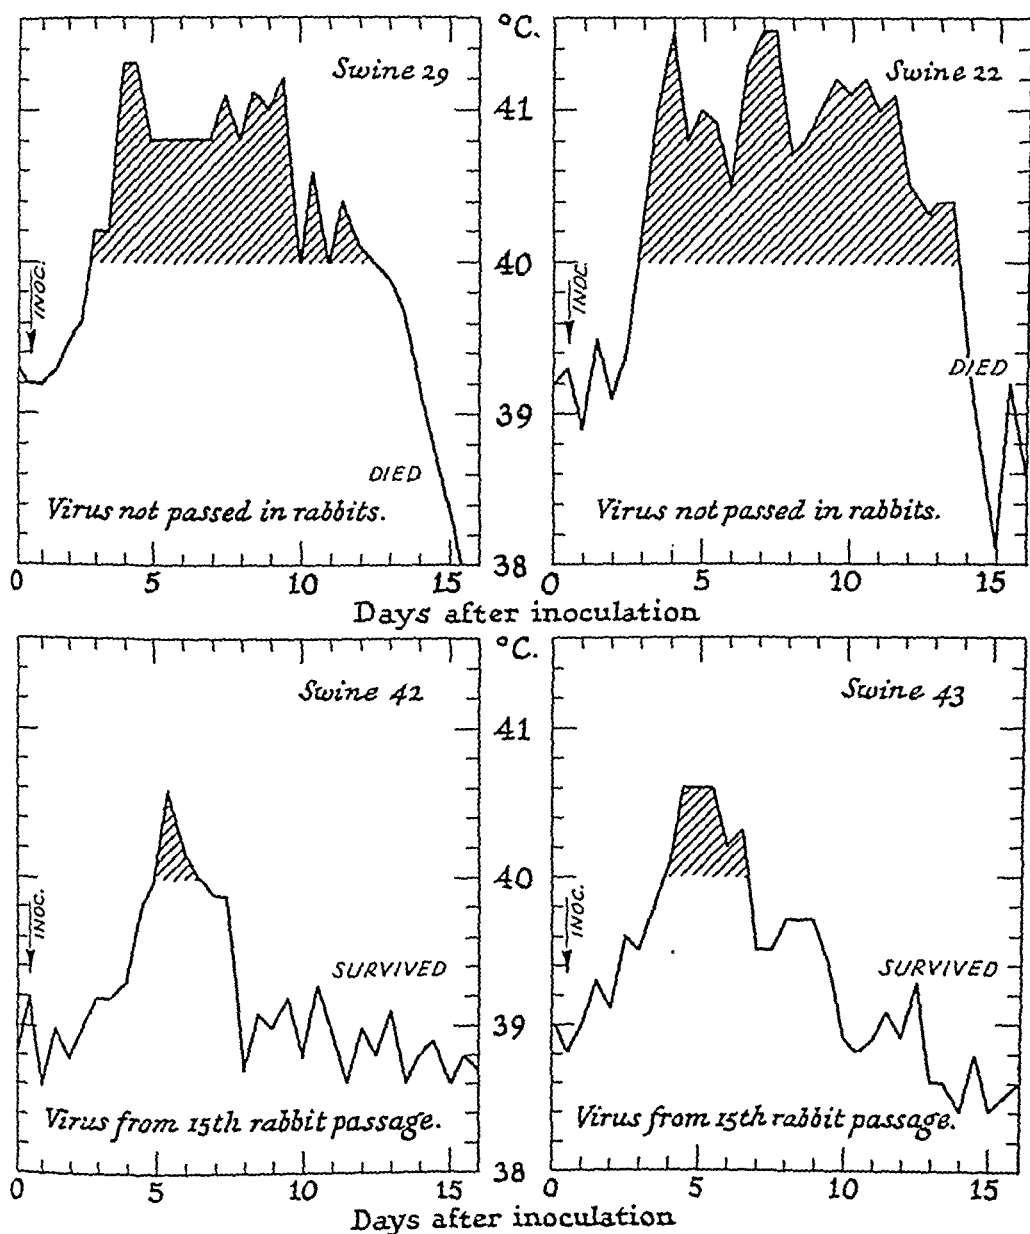 °C.
Swine 29
Swine 22
41
INOC.
40
INOC.
DIED
39
DIED
Virus not passed in rabbits.
Virus not passed in rabbits.
38
0 5 10 15
0 5 10 15
Days after inoculation
°C.
Swine 42
Swine 43
41
40
INOC.
INOC.
SURVIVED
SURVIVED
39
Virus from 15th rabbit passage.
Virus from 15th rabbit passage.
38
0 5 10 15
0 5 10 15
Days after inoculation